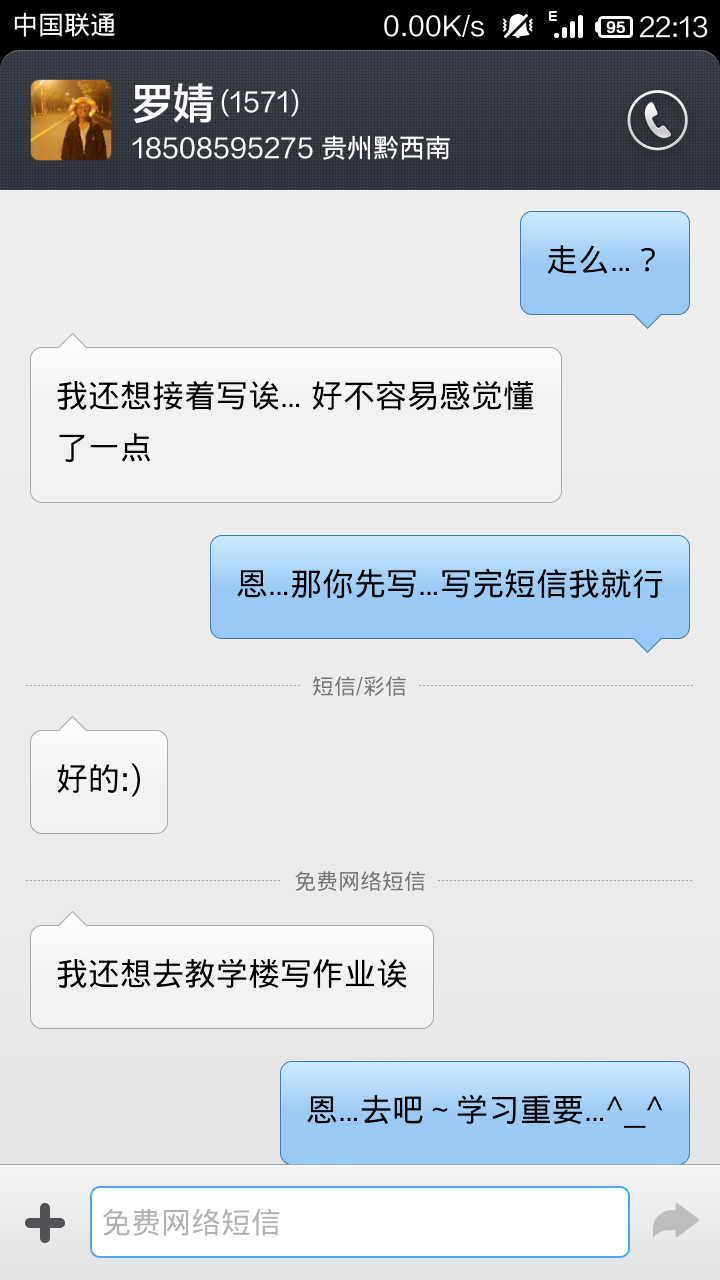 中国联通 0.00K/s E 95 22:13
罗婧 (1571)
18508595275 贵州黔西南
走么...？
我还想接着写诶... 好不容易感觉懂
了一点
恩...那你先写...写完短信我就行
短信/彩信
好的:)
免费网络短信
我还想去教学楼写作业诶
恩...去吧 ~ 学习重要...^_^
免费网络短信